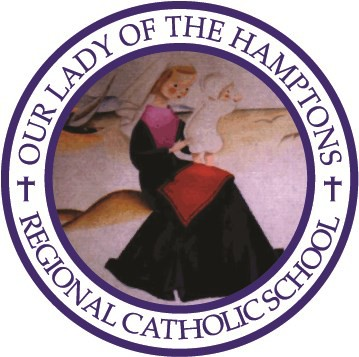 OUR LADY OF THE HAMPTONS
REGIONAL CATHOLIC SCHOOL